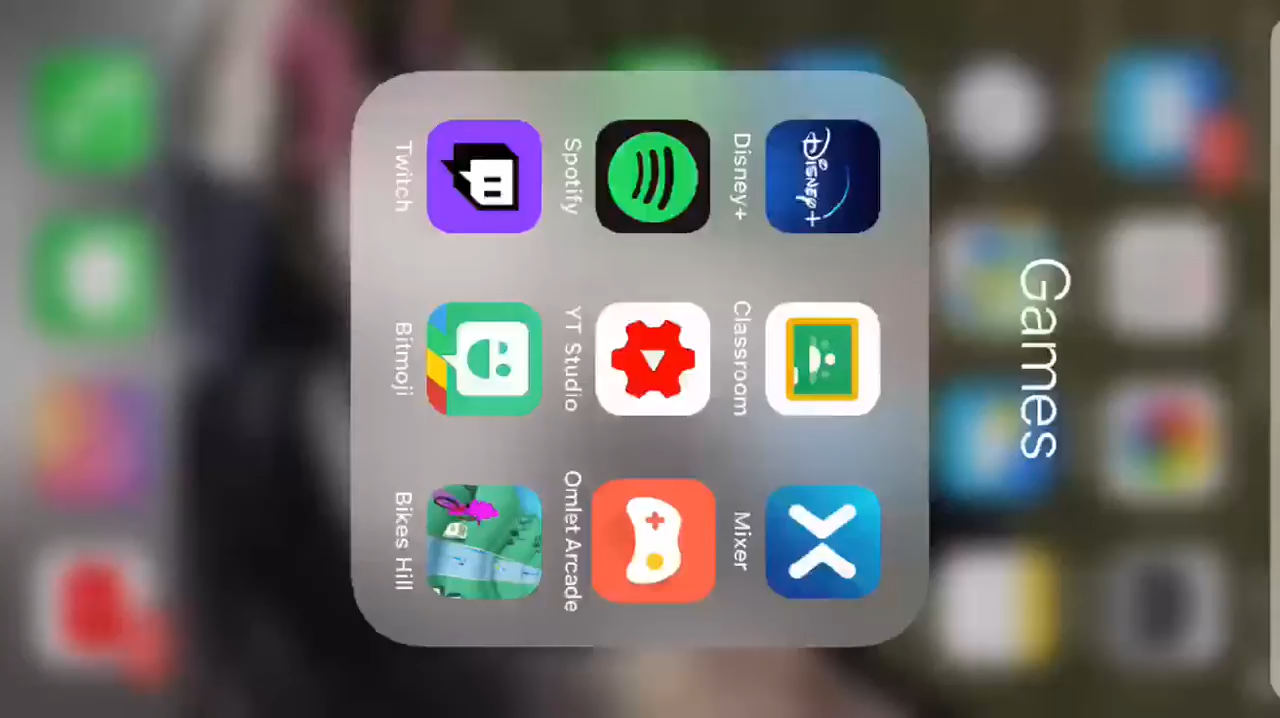 Games
Disney+
Classroom
Mixer
Spotify
YT Studio
Omlet Arcade
Twitch
Bitmoji
Bikes Hill